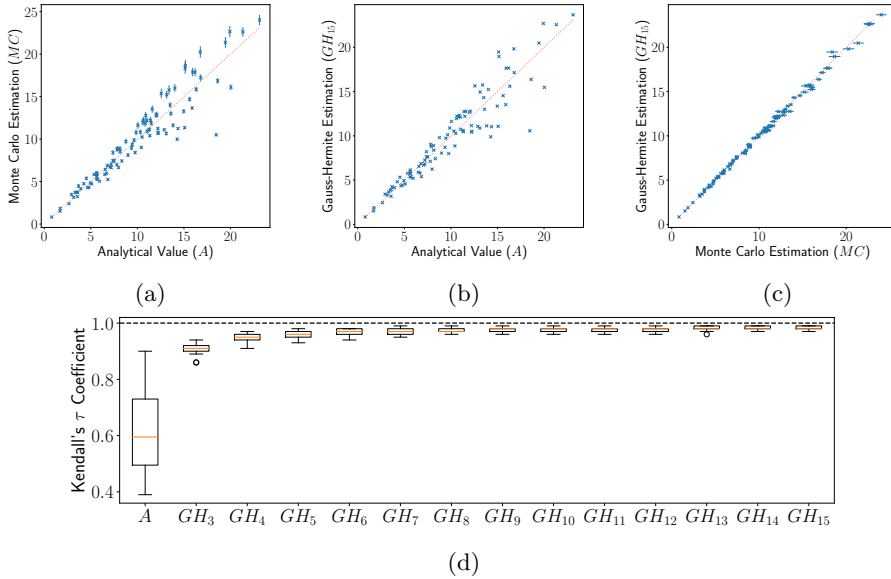 Monte Carlo Estimation (MC)
25
20
15
10
5
0
0
5
10
15
20
Analytical Value (A)
(a)
Gauss-Hermite Estimation (GH₁₅)
20
15
10
5
0
0
5
10
15
20
Analytical Value (A)
(b)
Gauss-Hermite Estimation (GH₁₅)
20
15
10
5
0
0
10
20
Monte Carlo Estimation (MC)
(c)
Kendall's τ Coefficient
1.0
0.8
0.6
0.4
A GH₃ GH₄ GH₅ GH₆ GH₇ GH₈ GH₉ GH₁₀ GH₁₁ GH₁₂ GH₁₃ GH₁₄ GH₁₅
(d)